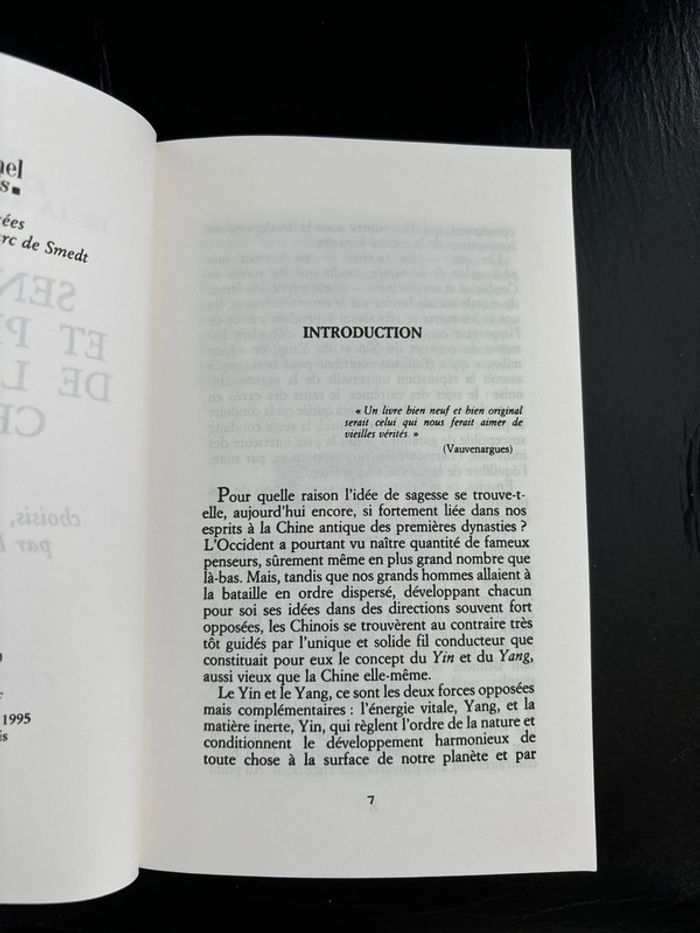 nel
s.
ées
rc de Smedt
1995
is
INTRODUCTION
« Un livre bien neuf et bien original
serait celui qui nous ferait aimer de
vieilles vérités. »
(Vauvenargues)
Pour quelle raison l'idée de sagesse se trouve-t-
elle, aujourd'hui encore, si fortement liée dans nos
esprits à la Chine antique des premières dynasties ?
L'Occident a pourtant vu naître quantité de fameux
penseurs, sûrement même en plus grand nombre que
là-bas. Mais, tandis que nos grands hommes allaient à
la bataille en ordre dispersé, développant chacun
pour soi ses idées dans des directions souvent fort
opposées, les Chinois se trouvèrent au contraire très
tôt guidés par l'unique et solide fil conducteur que
constituait pour eux le concept du Yin et du Yang,
aussi vieux que la Chine elle-même.
Le Yin et le Yang, ce sont les deux forces opposées
mais complémentaires : l'énergie vitale, Yang, et la
matière inerte, Yin, qui règlent l'ordre de la nature et
conditionnent le développement harmonieux de
toute chose à la surface de notre planète et par
7